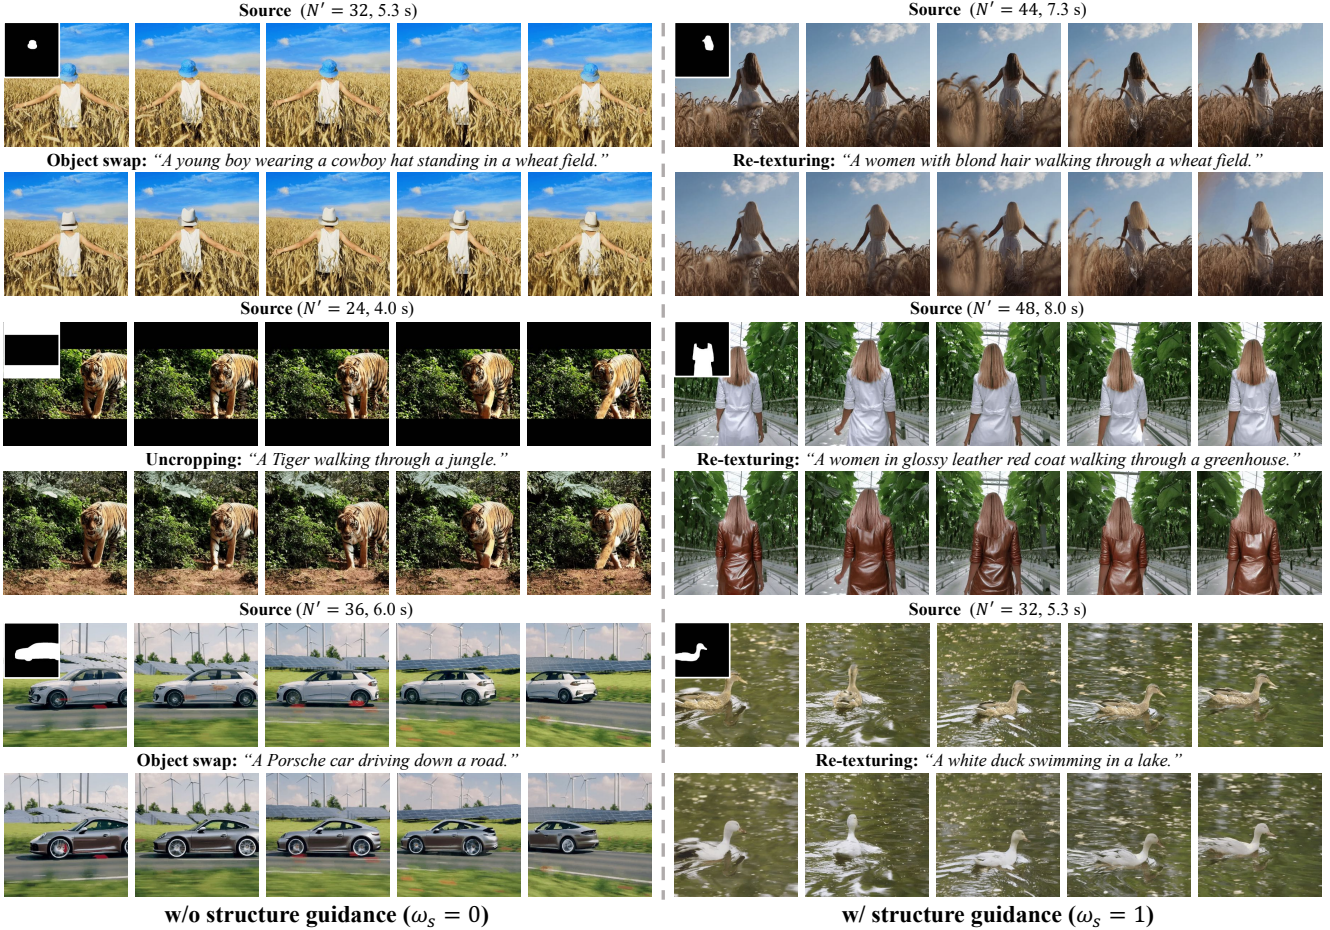 Source (N′ = 32, 5.3 s)
Object swap: “A young boy wearing a cowboy hat standing in a wheat field.”
Source (N′ = 24, 4.0 s)
Uncropping: “A Tiger walking through a jungle.”
Source (N′ = 36, 6.0 s)
Object swap: “A Porsche car driving down a road.”
w/o structure guidance (ωₛ = 0)
Source (N′ = 44, 7.3 s)
Re-texturing: “A women with blond hair walking through a wheat field.”
Source (N′ = 48, 8.0 s)
Re-texturing: “A women in glossy leather red coat walking through a greenhouse.”
Source (N′ = 32, 5.3 s)
Re-texturing: “A white duck swimming in a lake.”
w/ structure guidance (ωₛ = 1)